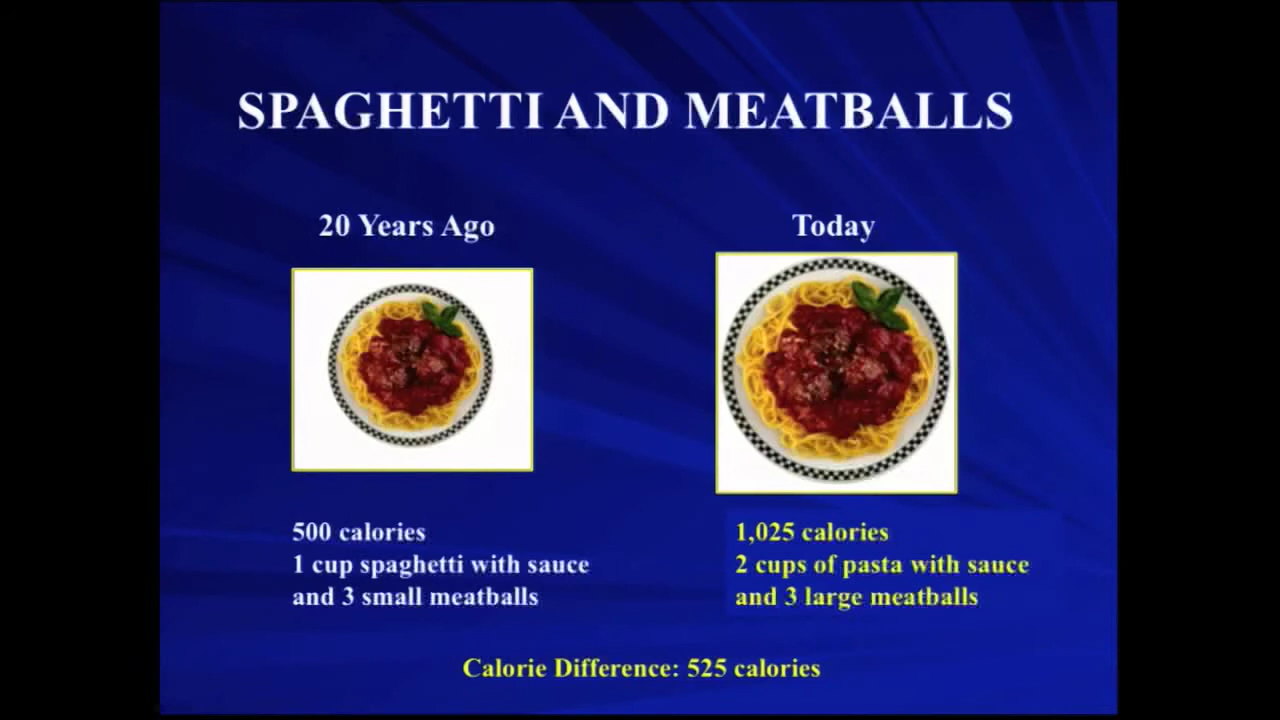 SPAGHETTI AND MEATBALLS
20 Years Ago
Today
500 calories
1 cup spaghetti with sauce
and 3 small meatballs
1,025 calories
2 cups of pasta with sauce
and 3 large meatballs
Calorie Difference: 525 calories